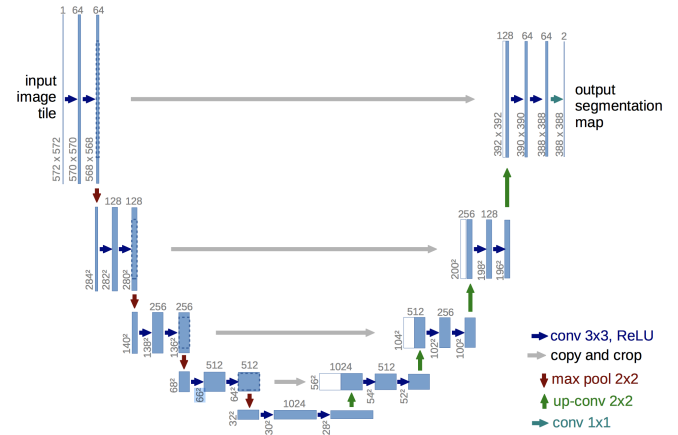 1 64 64
input
image
tile
572 x 572
570 x 570
568 x 568
128 64 64 2
output
segmentation
map
392 x 392
390 x 390
388 x 388
388 x 388
128 128
284²
282²
280²
256 128
200²
198²
196²
256 256
140²
138²
136²
512 256
104²
102²
100²
512 512
68²
66²
64²
1024 512
56²
54²
52²
1024
32²
30²
28²
conv 3x3, ReLU
copy and crop
max pool 2x2
up-conv 2x2
conv 1x1